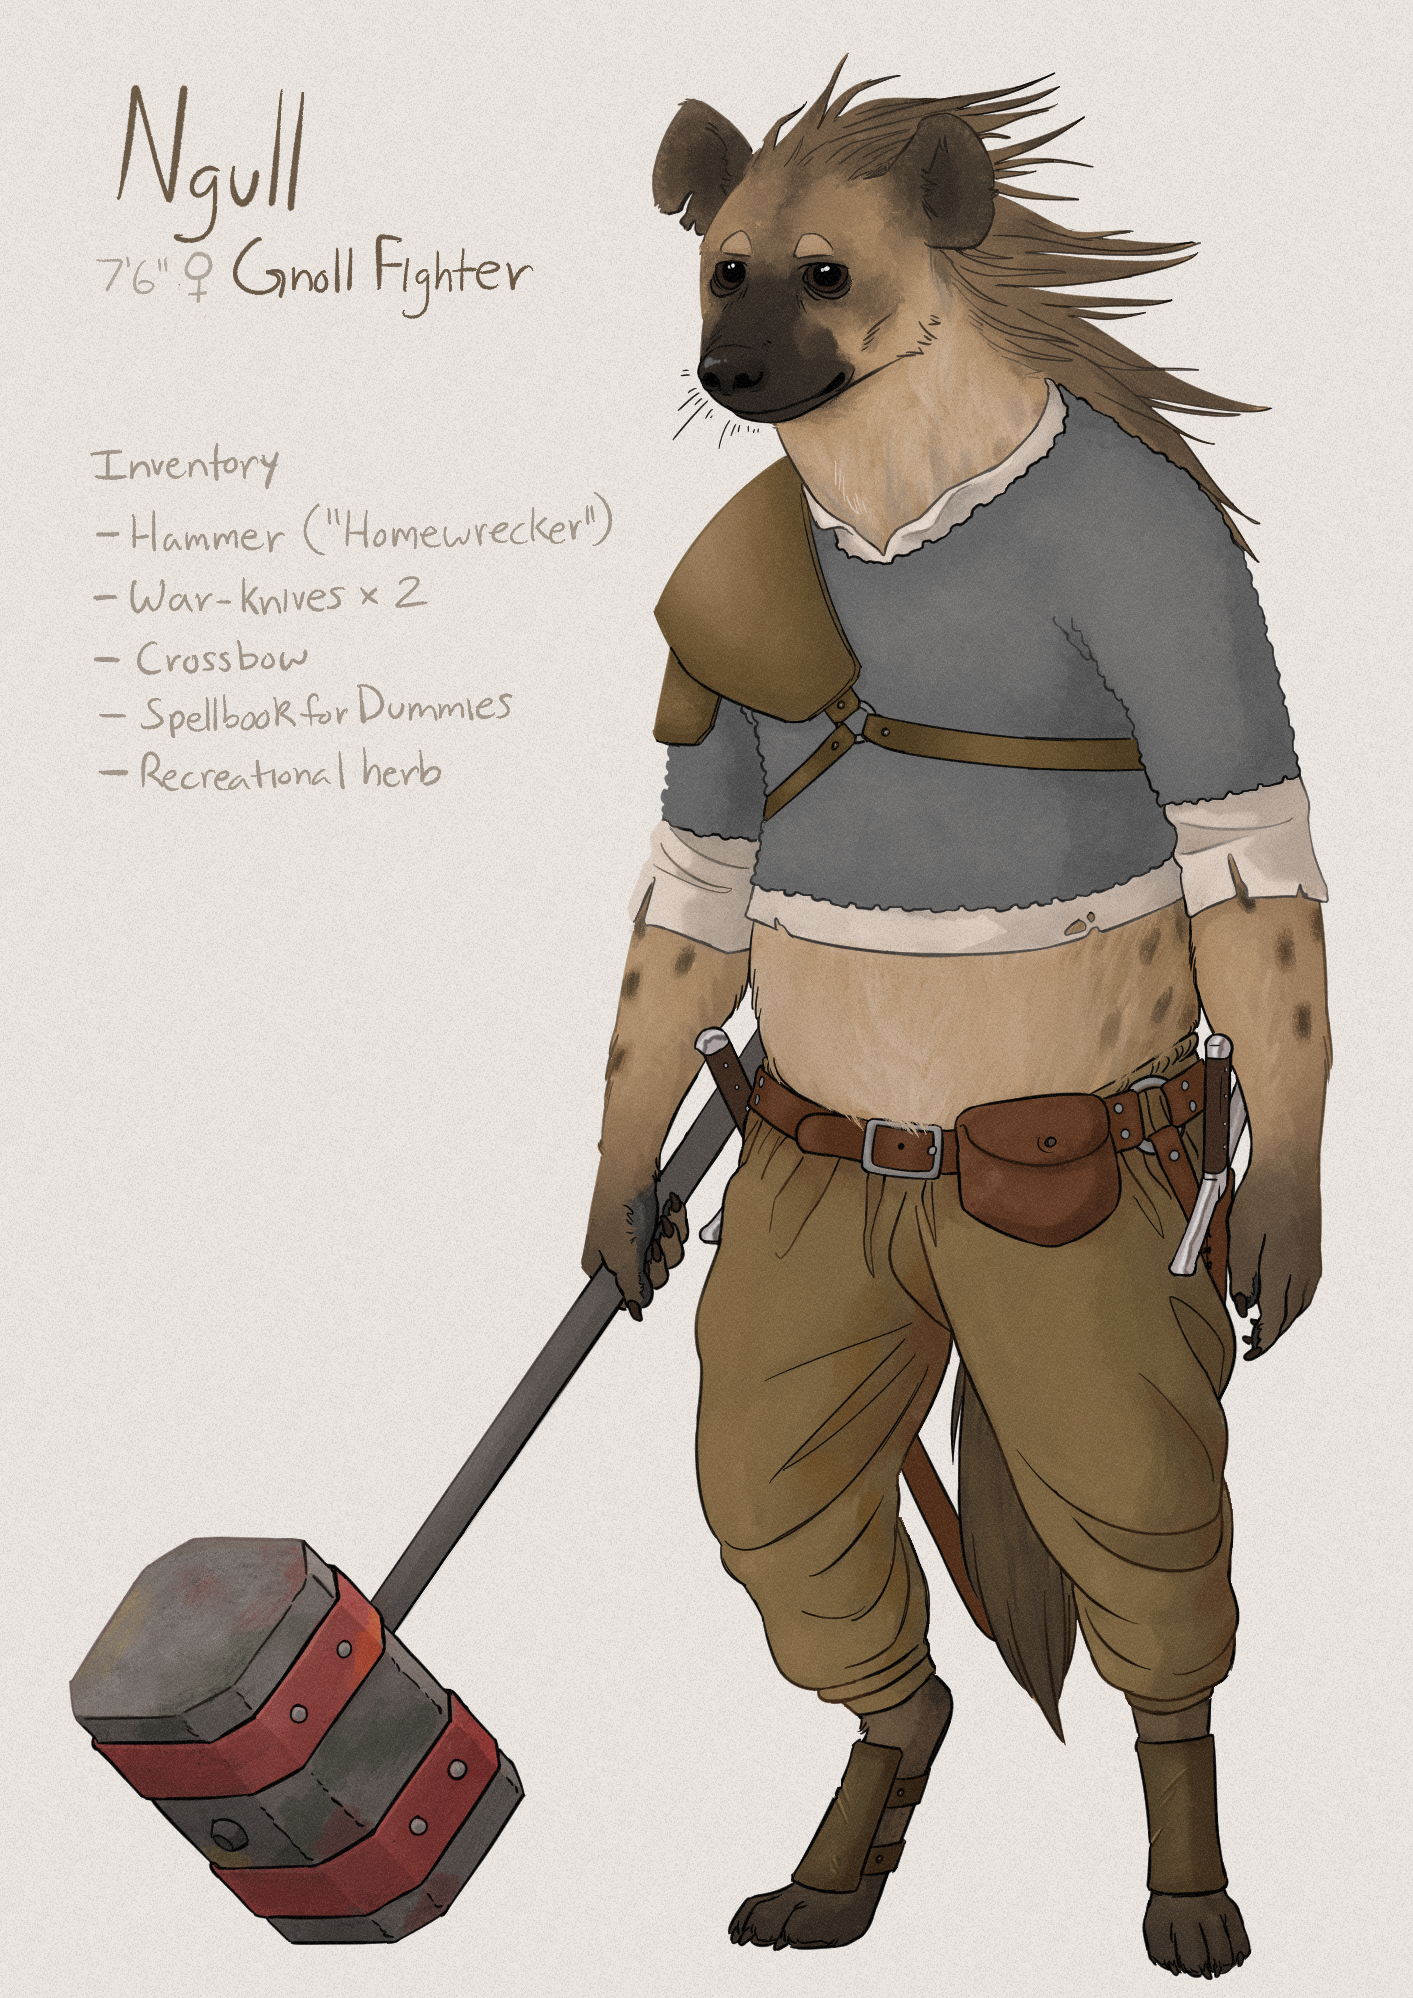 Ngull
7'6" ♀ Gnoll Fighter
Inventory
- Hammer ("Homewrecker")
- War-knives x 2
- Crossbow
- Spellbook for Dummies
- Recreational herb